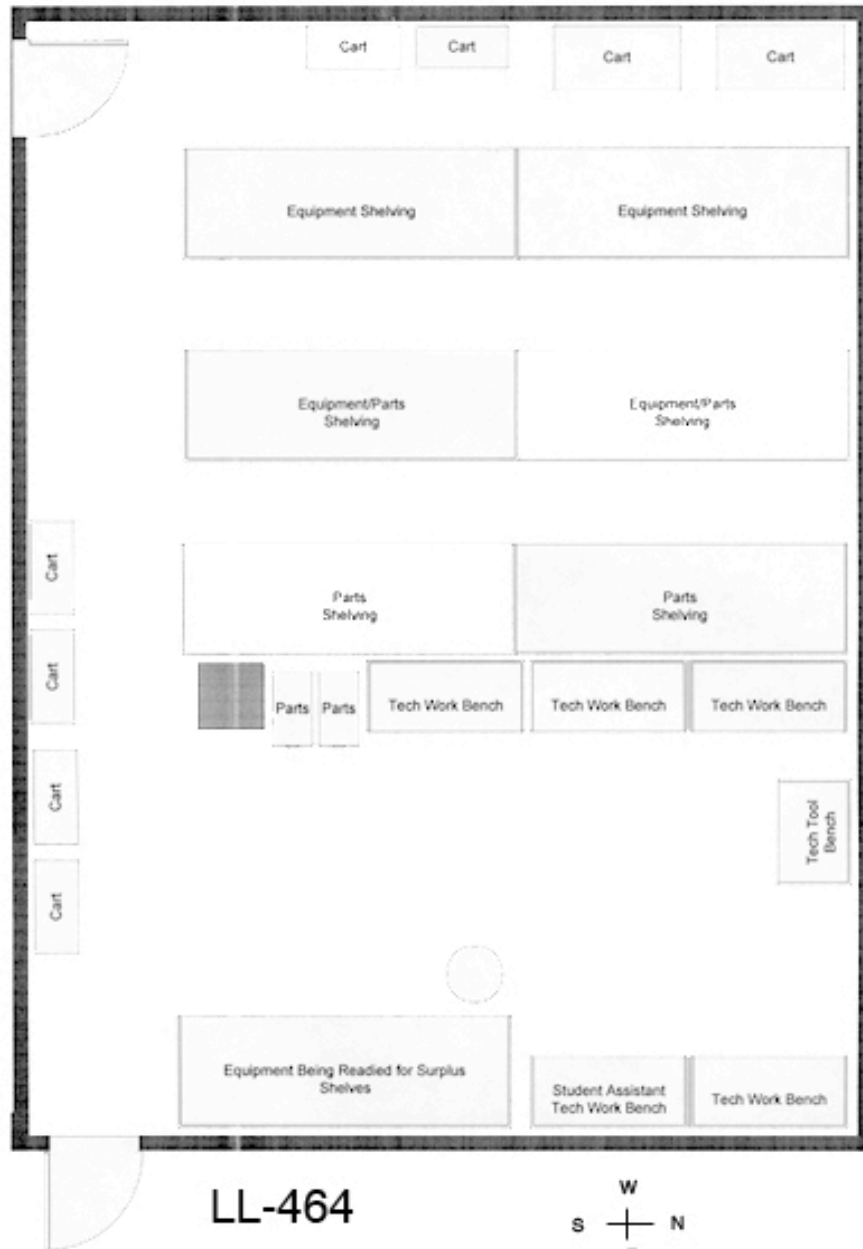 Cart
Cart
Cart
Cart
Equipment Shelving
Equipment Shelving
Equipment/Parts
Shelving
Equipment/Parts
Shelving
Cart
Parts
Shelving
Parts
Shelving
Cart
Parts
Parts
Tech Work Bench
Tech Work Bench
Tech Work Bench
Cart
Tech Tool
Bench
Cart
Equipment Being Readied for Surplus
Shelves
Student Assistant
Tech Work Bench
Tech Work Bench
LL-464
W
S
N